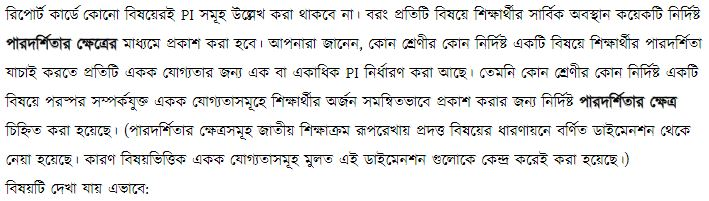 রিপোর্ট কার্ডে কোনো বিষয়েরই PI সমূহ উল্লেখ করা থাকবে না। বরং প্রতিটি বিষয়ে শিক্ষার্থীর সার্বিক অবস্থান কয়েকটি নির্দিষ্ট
পারদর্শিতার ক্ষেত্রের মাধ্যমে প্রকাশ করা হবে। আপনারা জানেন, কোন শ্রেণীর কোন নির্দিষ্ট একটি বিষয়ে শিক্ষার্থীর পারদর্শিতা
যাচাই করতে প্রতিটি একক যোগ্যতার জন্য এক বা একাধিক PI নির্ধারণ করা আছে। তেমনি কোন শ্রেণীর কোন নির্দিষ্ট একটি
বিষয়ে পরস্পর সম্পর্কযুক্ত একক যোগ্যতাসমূহে শিক্ষার্থীর অর্জন সমন্বিতভাবে প্রকাশ করার জন্য নির্দিষ্ট পারদর্শিতার ক্ষেত্র
চিহ্নিত করা হয়েছে। (পারদর্শিতার ক্ষেত্রসমূহ জাতীয় শিক্ষাক্রম রূপরেখায় প্রদত্ত বিষয়ের ধারণায়নে বর্ণিত ডাইমেনশন থেকে
নেয়া হয়েছে। কারণ বিষয়ভিত্তিক একক যোগ্যতাসমূহ মুলত এই ডাইমেনশন গুলোকে কেন্দ্র করেই করা হয়েছে।)
বিষয়টি দেখা যায় এভাবে: